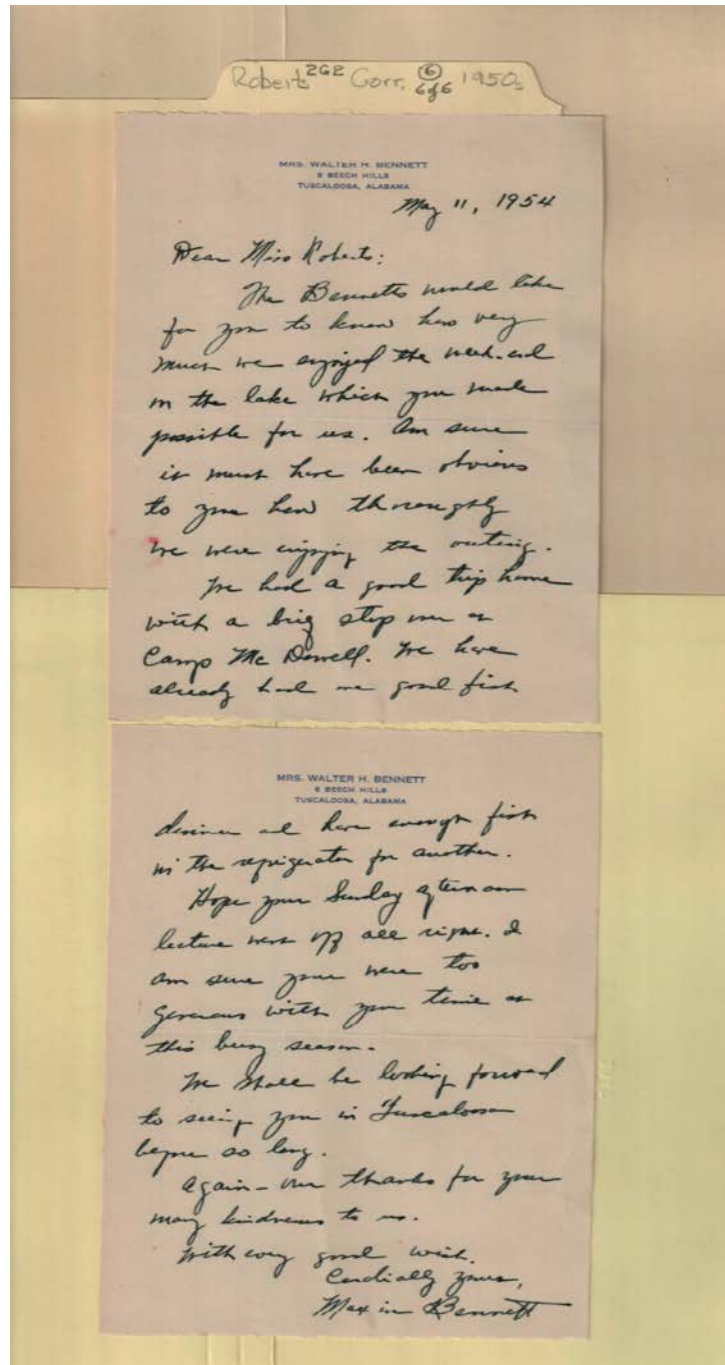 Roberts 2G2 Corr. 6 1950s
6 of 6
MRS. WALTER H. BENNETT
5 BEECH HILLS
TUSCALOOSA, ALABAMA
May 11, 1954
Dear Miss Roberts:
The Bennetts would like
for you to know how very
much we enjoyed the week-end
on the lake which you made
possible for us. Am sure
it must have been obvious
to you how thoroughly
we were enjoying the outing.
We had a good trip home
with a big stop over at
Camp McDowell. We have
already had one good fish
MRS. WALTER H. BENNETT
5 BEECH HILLS
TUSCALOOSA, ALABAMA
dinner and have enough fish
in the refrigerator for another.
Hope your Sunday afternoon
lecture went off all right. I
am sure you were too
generous with your time at
this busy season.
We shall be looking forward
to seeing you in Tuscaloosa
before so long.
Again - our thanks for your
many kindnesses to us.
With every good wish,
Cordially yours,
Maxine Bennett